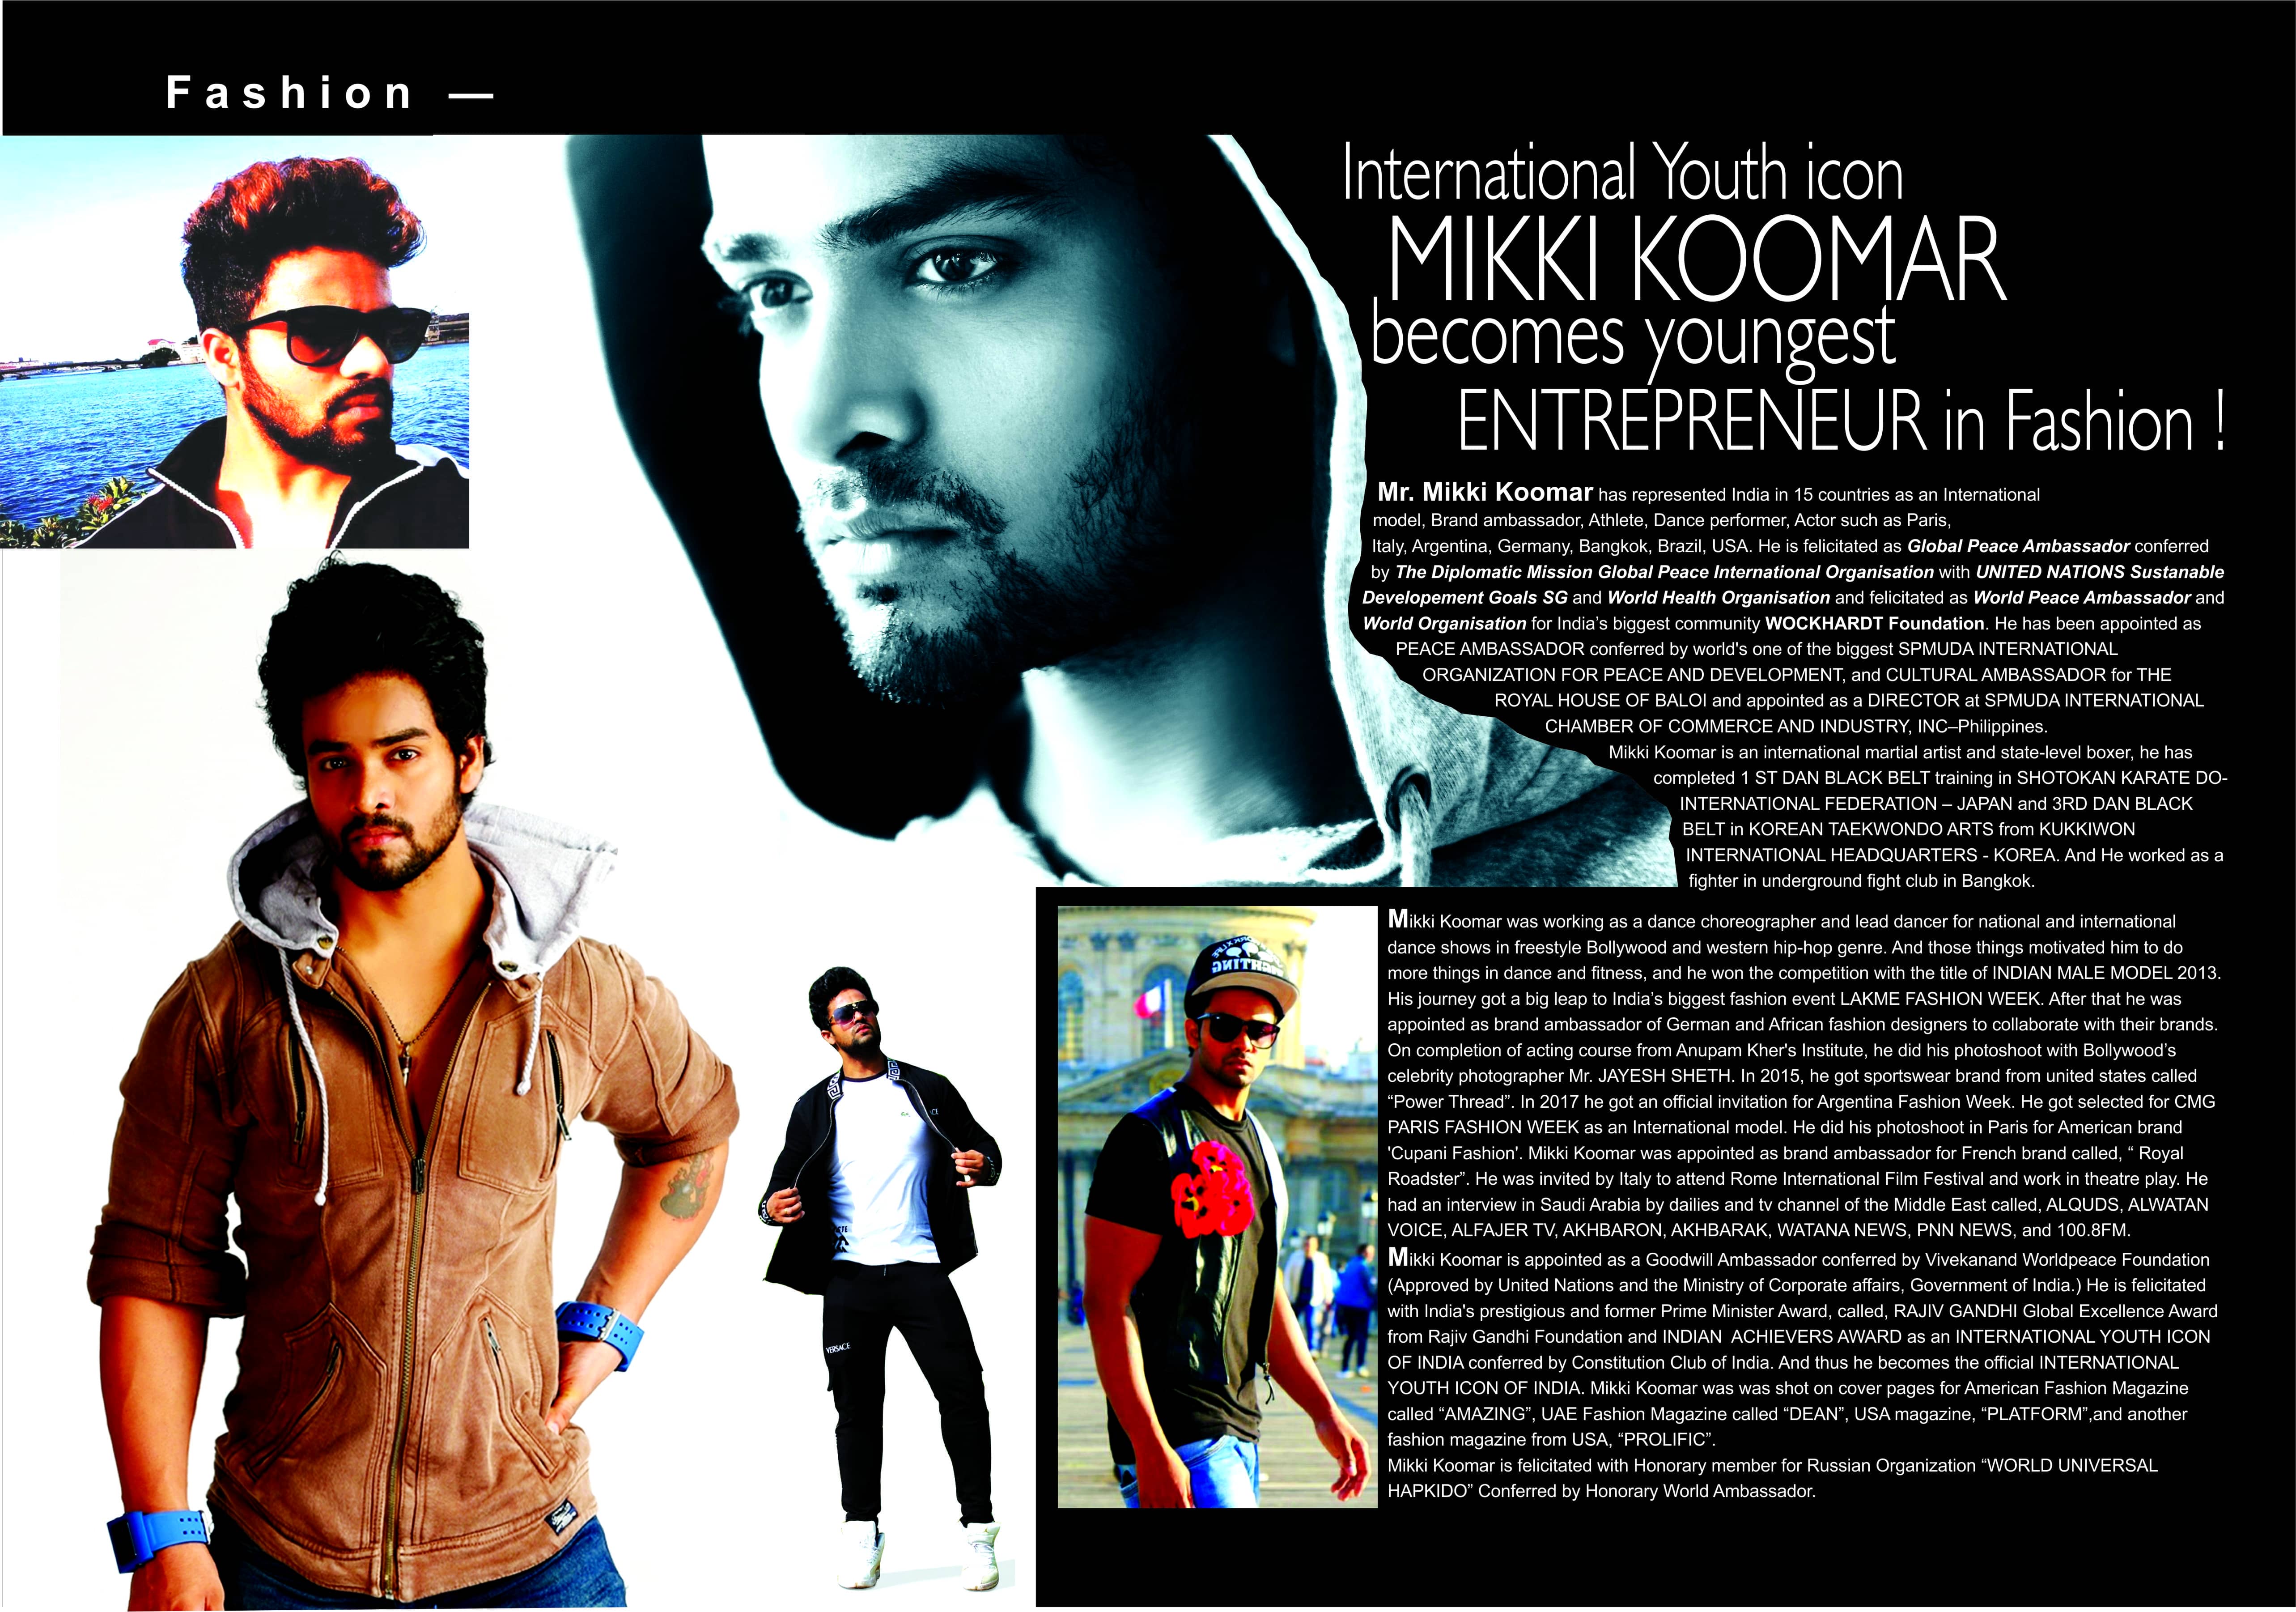 Fashion —
International Youth icon
MIKKI KOOMAR
becomes youngest
ENTREPRENEUR in Fashion !
Mr. Mikki Koomar has represented India in 15 countries as an International
model, Brand ambassador, Athlete, Dance performer, Actor such as Paris,
Italy, Argentina, Germany, Bangkok, Brazil, USA. He is felicitated as Global Peace Ambassador conferred
by The Diplomatic Mission Global Peace International Organisation with UNITED NATIONS Sustanable
Developement Goals SG and World Health Organisation and felicitated as World Peace Ambassador and
World Organisation for India’s biggest community WOCKHARDT Foundation. He has been appointed as
PEACE AMBASSADOR conferred by world's one of the biggest SPMUDA INTERNATIONAL
ORGANIZATION FOR PEACE AND DEVELOPMENT, and CULTURAL AMBASSADOR for THE
ROYAL HOUSE OF BALOI and appointed as a DIRECTOR at SPMUDA INTERNATIONAL
CHAMBER OF COMMERCE AND INDUSTRY, INC–Philippines.
Mikki Koomar is an international martial artist and state-level boxer, he has
completed 1 ST DAN BLACK BELT training in SHOTOKAN KARATE DO-
INTERNATIONAL FEDERATION – JAPAN and 3RD DAN BLACK
BELT in KOREAN TAEKWONDO ARTS from KUKKIWON
INTERNATIONAL HEADQUARTERS - KOREA. And He worked as a
fighter in underground fight club in Bangkok.
Mikki Koomar was working as a dance choreographer and lead dancer for national and international
dance shows in freestyle Bollywood and western hip-hop genre. And those things motivated him to do
more things in dance and fitness, and he won the competition with the title of INDIAN MALE MODEL 2013.
His journey got a big leap to India’s biggest fashion event LAKME FASHION WEEK. After that he was
appointed as brand ambassador of German and African fashion designers to collaborate with their brands.
On completion of acting course from Anupam Kher's Institute, he did his photoshoot with Bollywood’s
celebrity photographer Mr. JAYESH SHETH. In 2015, he got sportswear brand from united states called
“Power Thread”. In 2017 he got an official invitation for Argentina Fashion Week. He got selected for CMG
PARIS FASHION WEEK as an International model. He did his photoshoot in Paris for American brand
'Cupani Fashion'. Mikki Koomar was appointed as brand ambassador for French brand called, “ Royal
Roadster”. He was invited by Italy to attend Rome International Film Festival and work in theatre play. He
had an interview in Saudi Arabia by dailies and tv channel of the Middle East called, ALQUDS, ALWATAN
VOICE, ALFAJER TV, AKHBARON, AKHBARAK, WATANA NEWS, PNN NEWS, and 100.8FM.
Mikki Koomar is appointed as a Goodwill Ambassador conferred by Vivekanand Worldpeace Foundation
(Approved by United Nations and the Ministry of Corporate affairs, Government of India.) He is felicitated
with India's prestigious and former Prime Minister Award, called, RAJIV GANDHI Global Excellence Award
from Rajiv Gandhi Foundation and INDIAN  ACHIEVERS AWARD as an INTERNATIONAL YOUTH ICON
OF INDIA conferred by Constitution Club of India. And thus he becomes the official INTERNATIONAL
YOUTH ICON OF INDIA. Mikki Koomar was was shot on cover pages for American Fashion Magazine
called “AMAZING”, UAE Fashion Magazine called “DEAN”, USA magazine, “PLATFORM”,and another
fashion magazine from USA, “PROLIFIC”.
Mikki Koomar is felicitated with Honorary member for Russian Organization “WORLD UNIVERSAL
HAPKIDO” Conferred by Honorary World Ambassador.
VERSACE